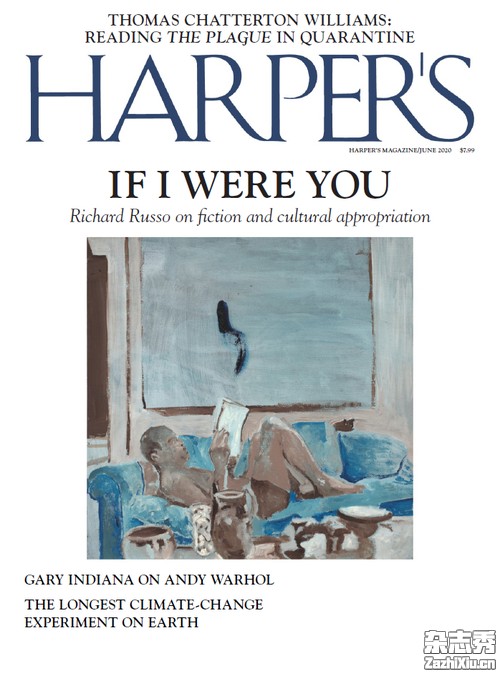 THOMAS CHATTERTON WILLIAMS:
READING THE PLAGUE IN QUARANTINE
HARPER'S
HARPER'S MAGAZINE/JUNE 2020 $7.99
IF I WERE YOU
Richard Russo on fiction and cultural appropriation
GARY INDIANA ON ANDY WARHOL
THE LONGEST CLIMATE-CHANGE
EXPERIMENT ON EARTH
杂志秀
ZaZhiXiu.cn